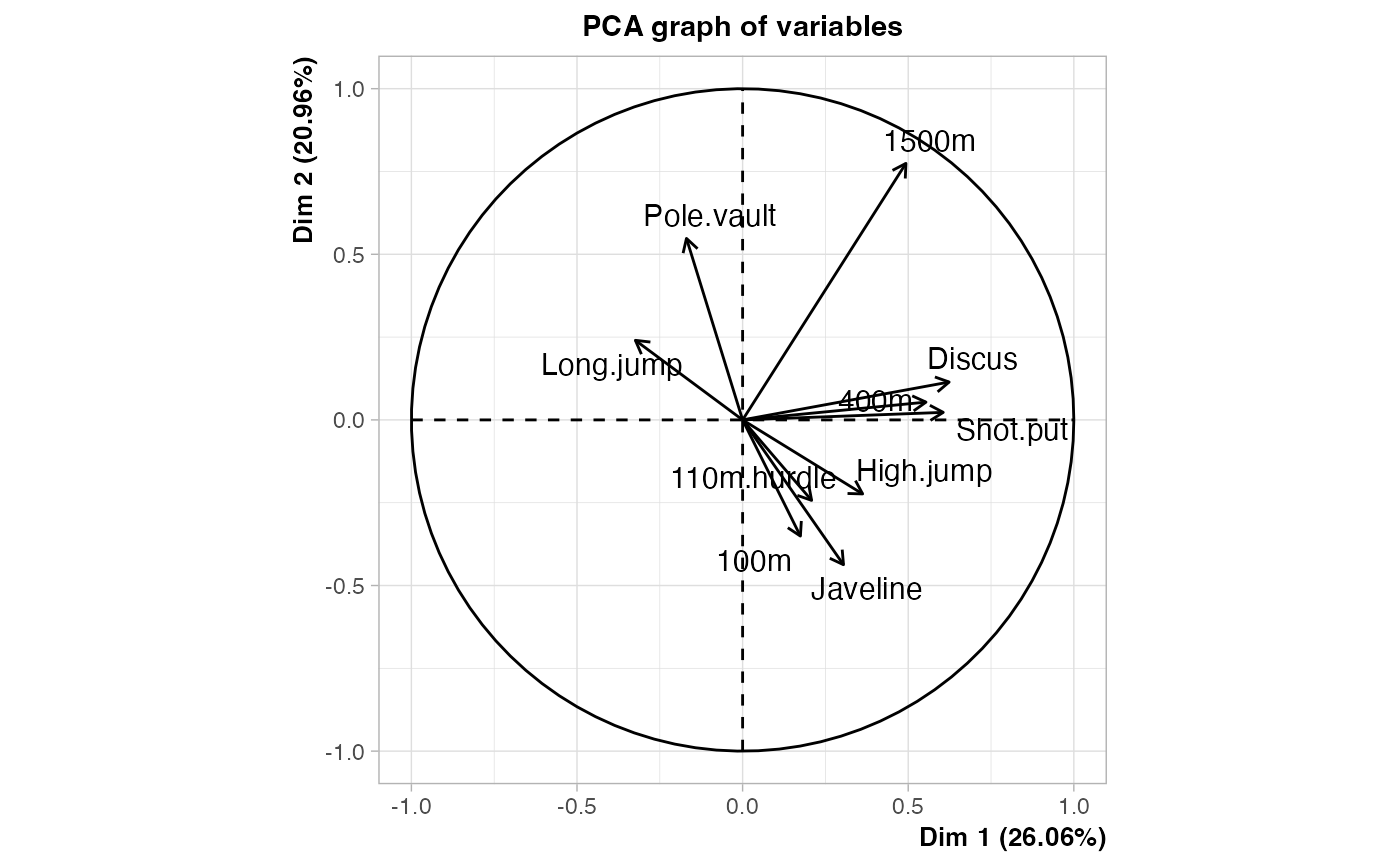 PCA graph of variables
Dim 2 (20.96%)
1.0
0.5
0.0
-0.5
-1.0
1500m
Pole.vault
Long.jump
Discus
400m
Shot.put
110m.hurdle
High.jump
100m
Javeline
-1.0
-0.5
0.0
0.5
1.0
Dim 1 (26.06%)